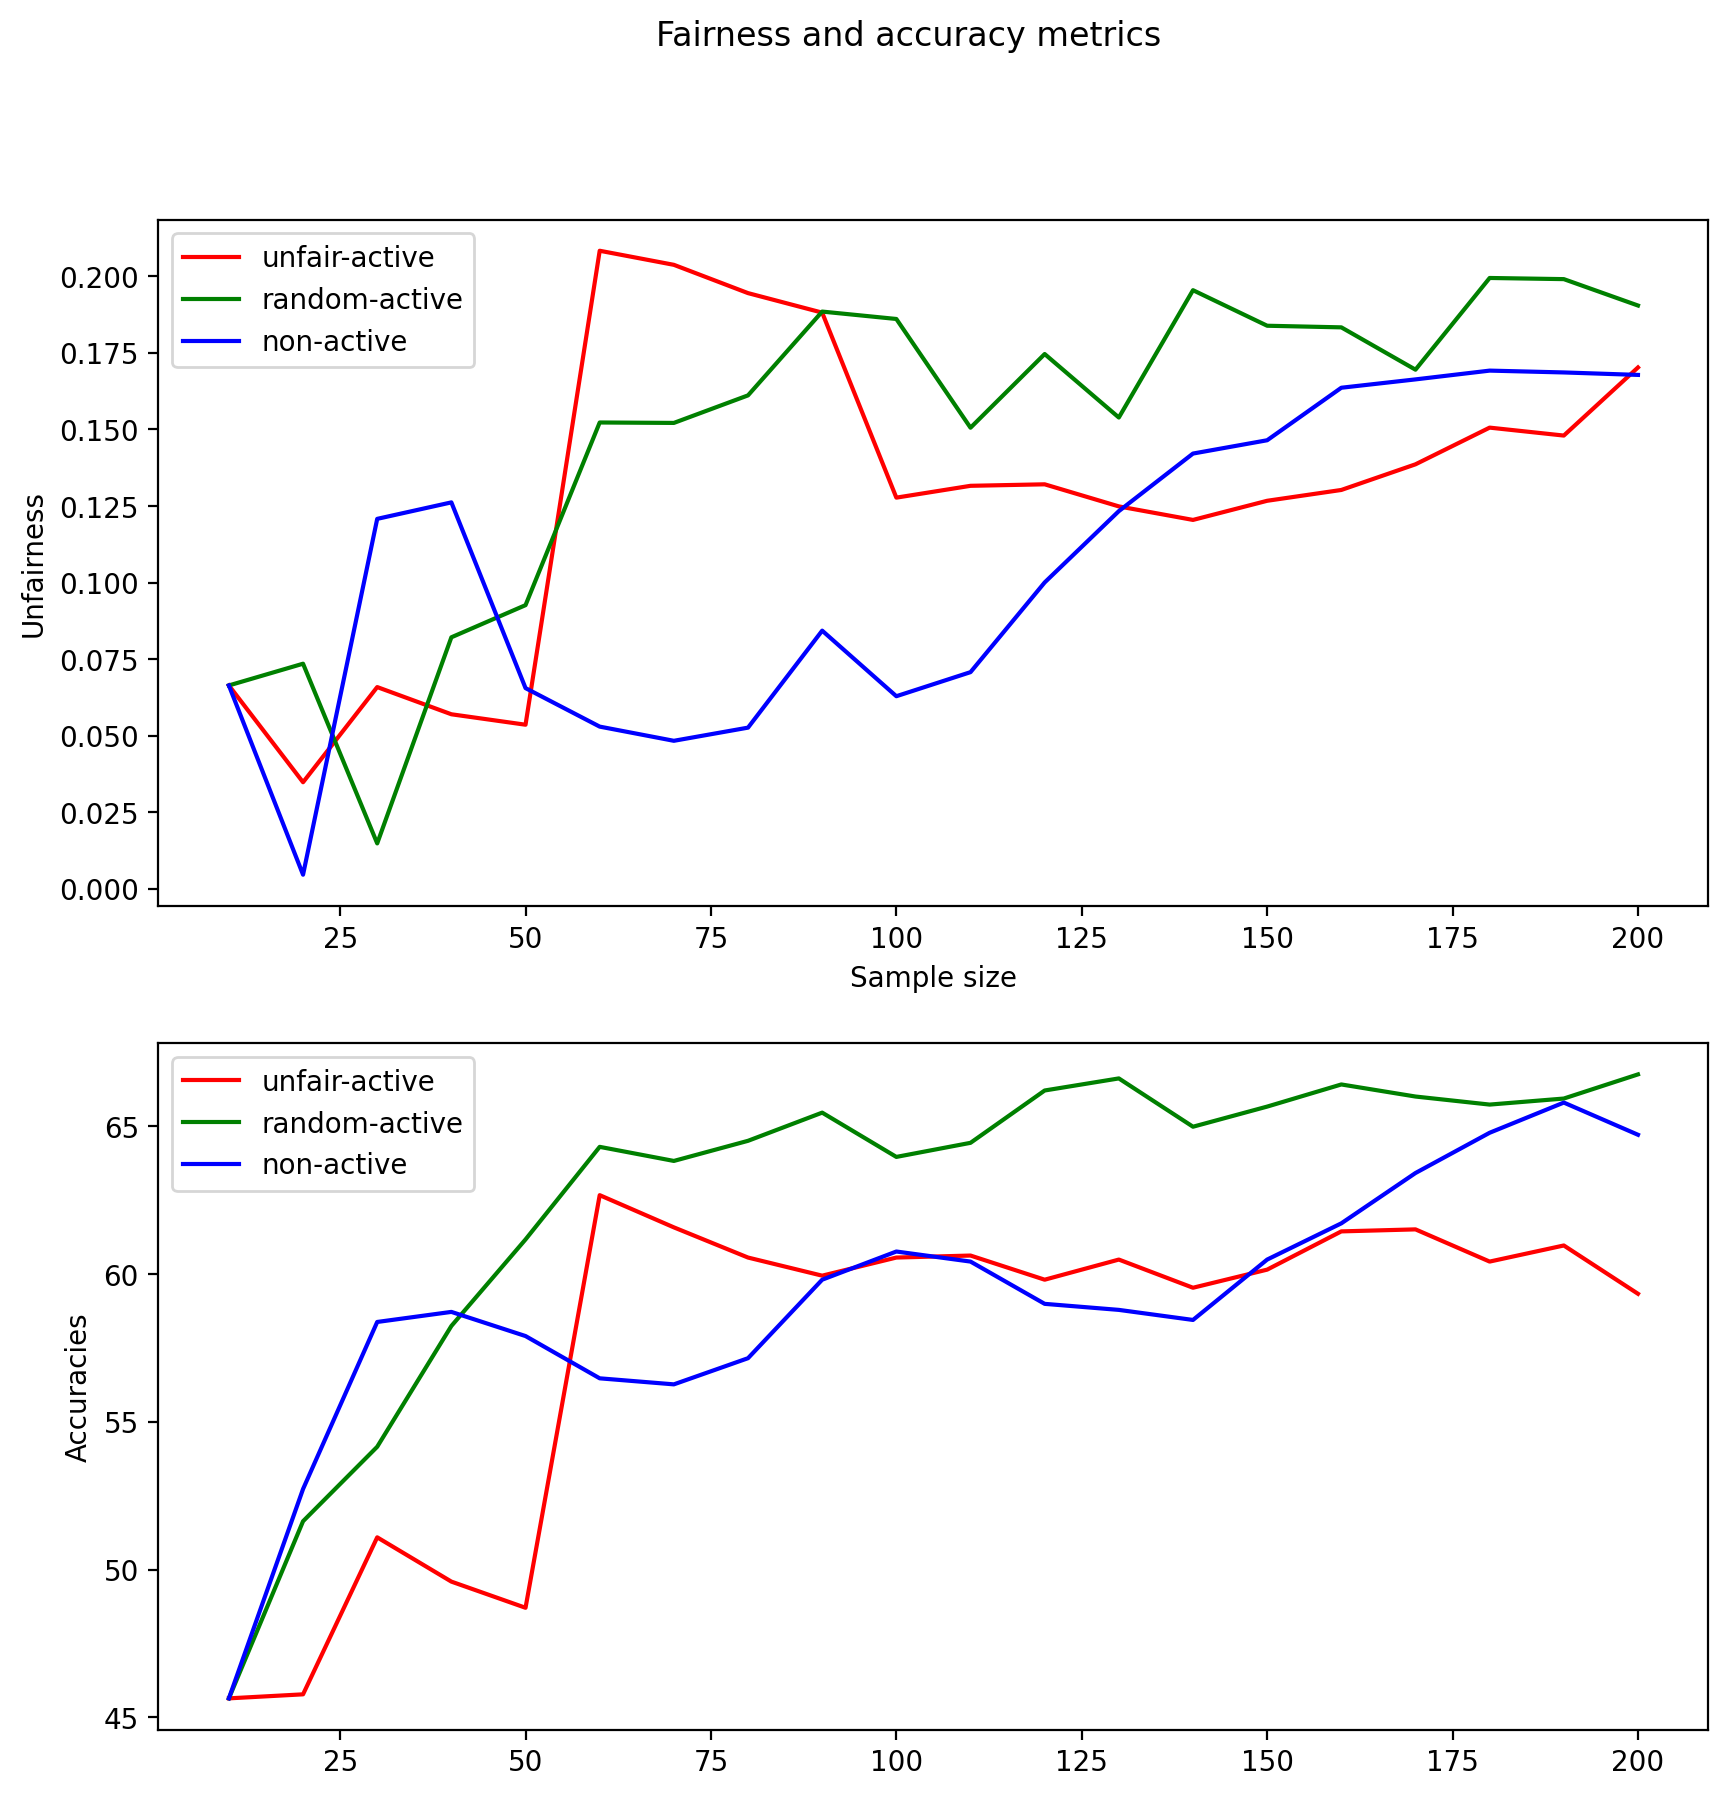 Fairness and accuracy metrics
unfair-active
random-active
non-active
0.200
0.175
0.150
0.125
0.100
0.075
0.050
0.025
0.000
Unfairness
25 50 75 100 125 150 175 200
Sample size
unfair-active
random-active
non-active
65
60
55
50
45
Accuracies
25 50 75 100 125 150 175 200